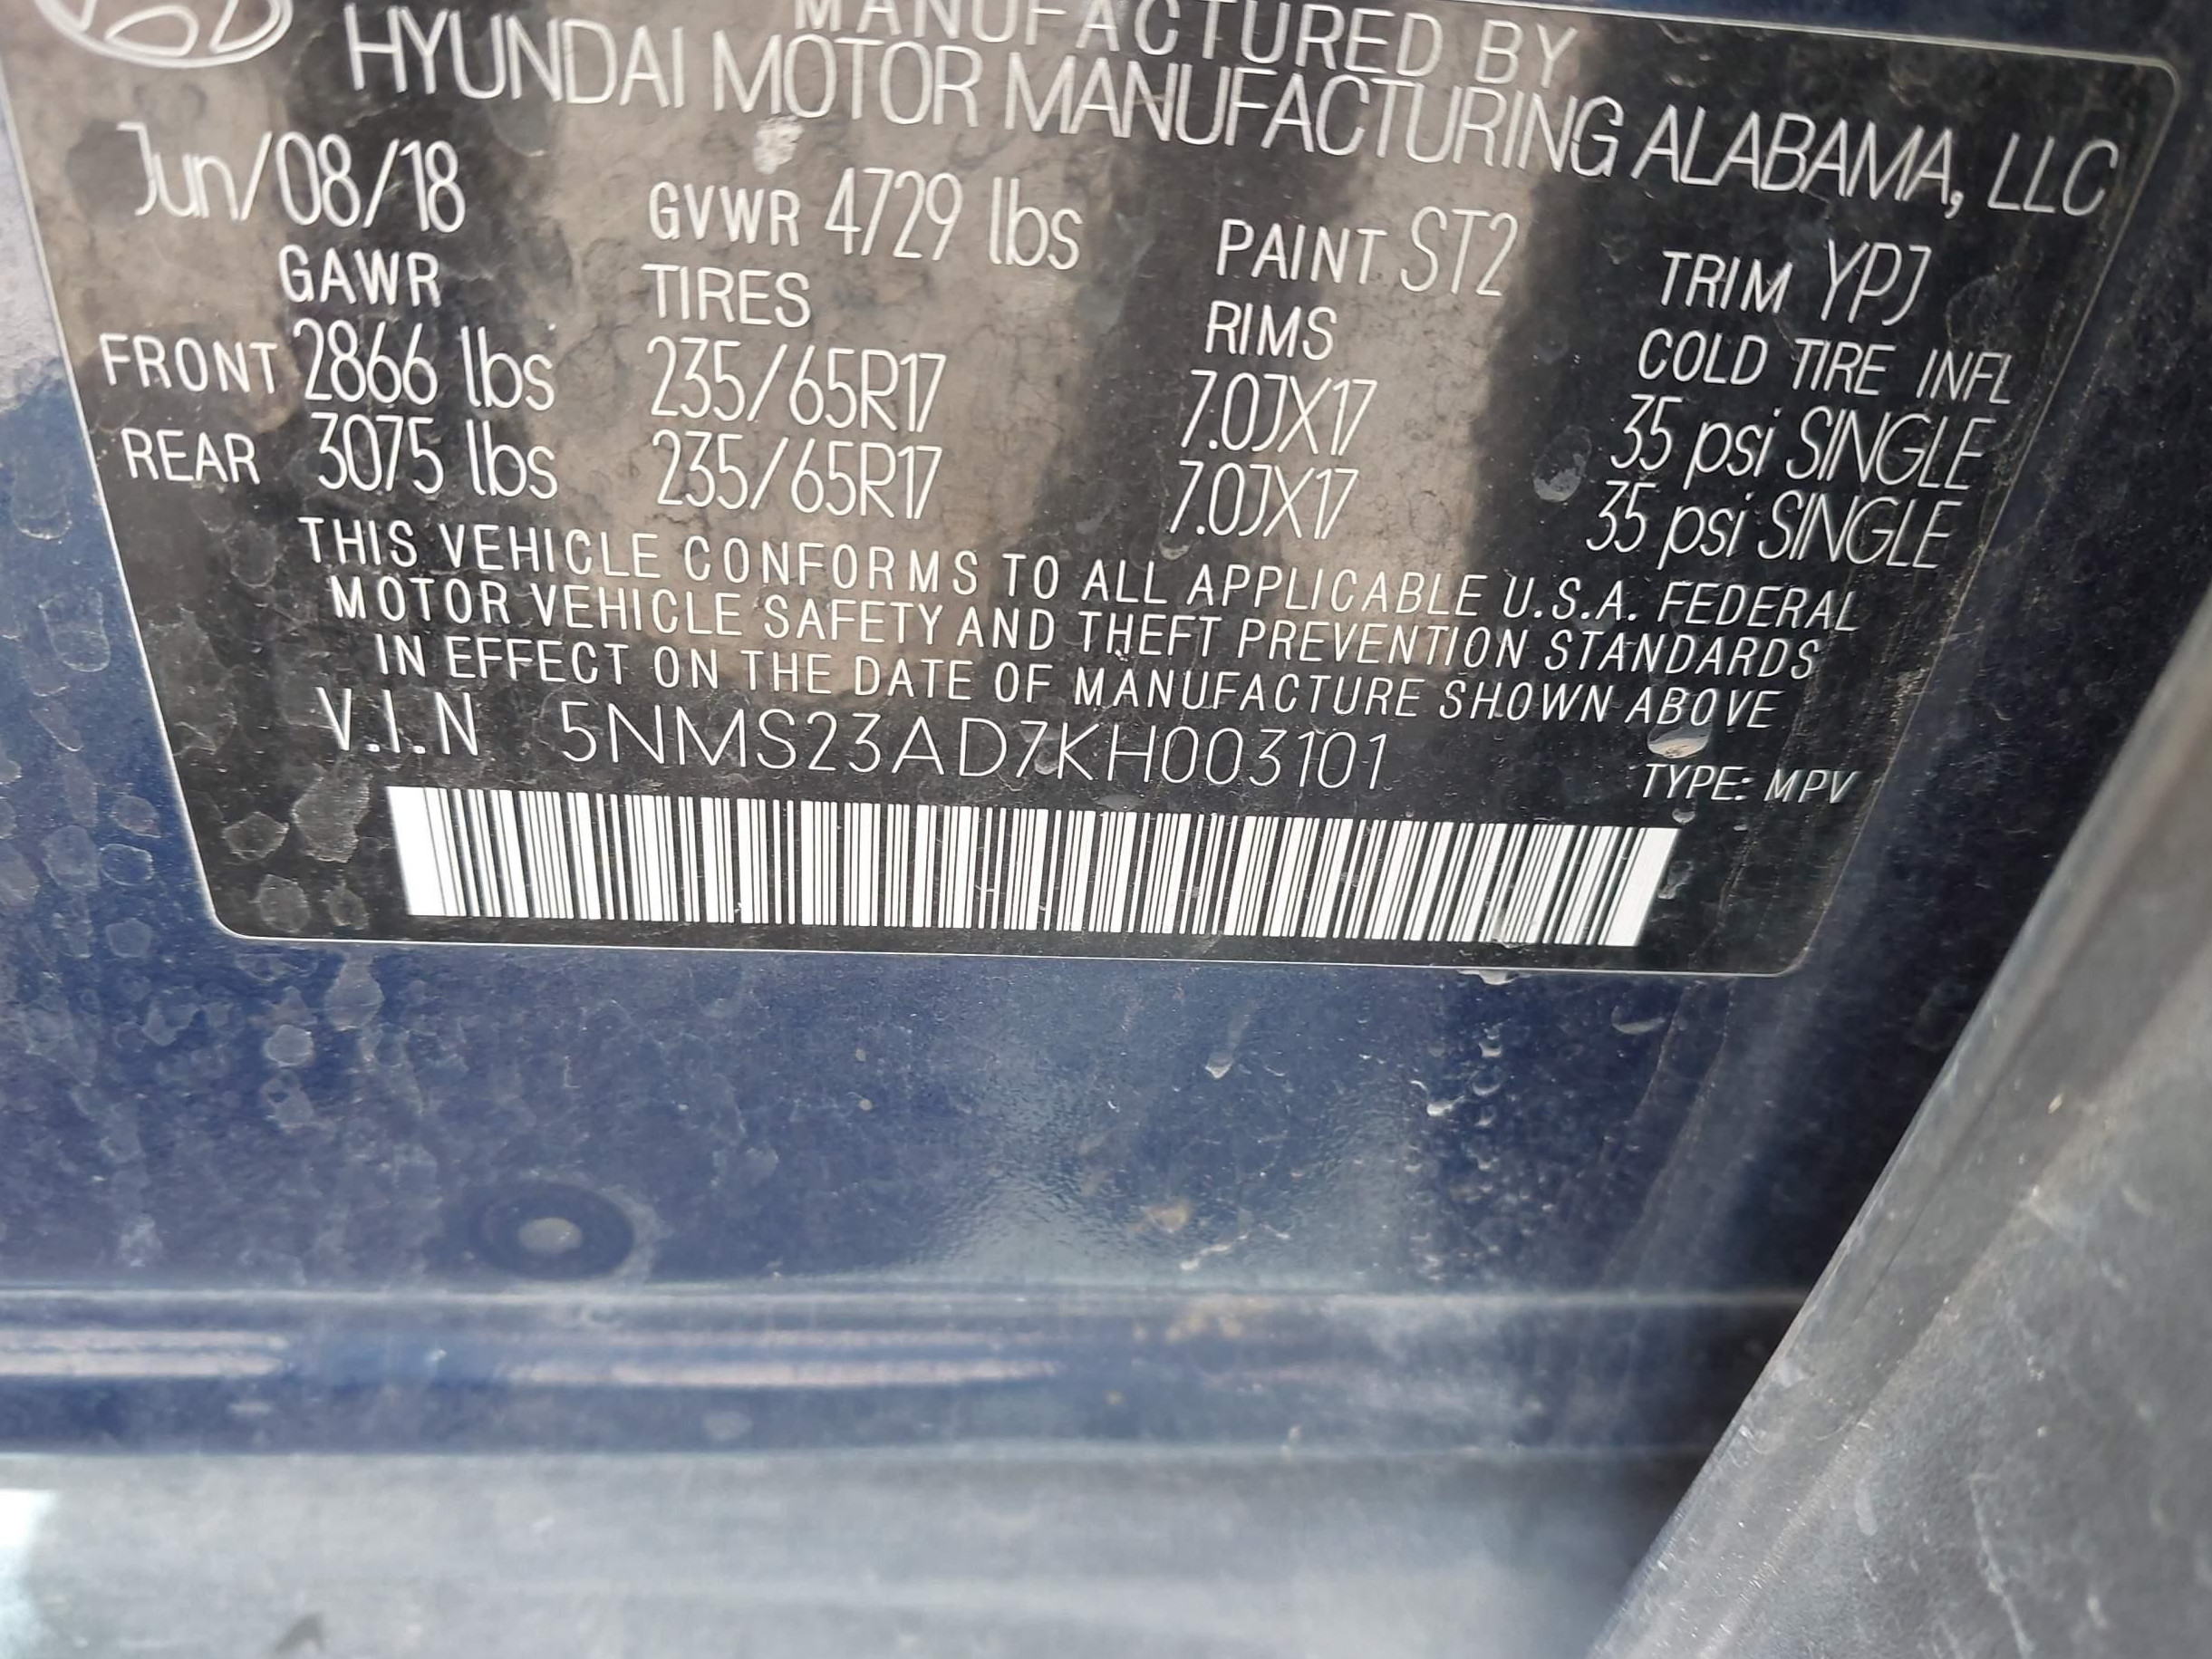 MANUFACTURED BY
HYUNDAI MOTOR MANUFACTURING ALABAMA, LLC
Jun/08/18 GVWR 4729 lbs PAINT ST2 TRIM YPJ
GAWR TIRES RIMS COLD TIRE INFL
FRONT 2866 lbs 235/65R17 7.0JX17 35 psi SINGLE
REAR 3075 lbs 235/65R17 7.0JX17 35 psi SINGLE
THIS VEHICLE CONFORMS TO ALL APPLICABLE U.S.A. FEDERAL
MOTOR VEHICLE SAFETY AND THEFT PREVENTION STANDARDS
IN EFFECT ON THE DATE OF MANUFACTURE SHOWN ABOVE
V.I.N 5NMS23AD7KH003101
TYPE: MPV